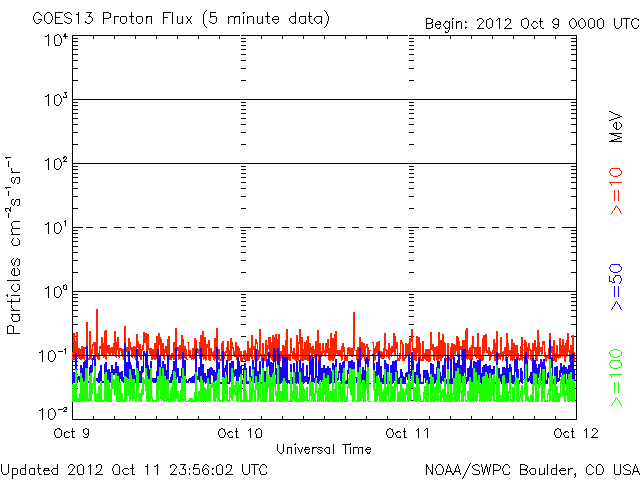 GOES13 Proton Flux (5 minute data)
Begin: 2012 Oct 9 0000 UTC
Particles cm⁻²s⁻¹sr⁻¹
10⁴
10³
10²
10¹
10⁰
10⁻¹
10⁻²
Oct 9 Oct 10 Oct 11 Oct 12
Universal Time
>=10 >=50 >=100 MeV
Updated 2012 Oct 11 23:56:02 UTC
NOAA/SWPC Boulder, CO USA